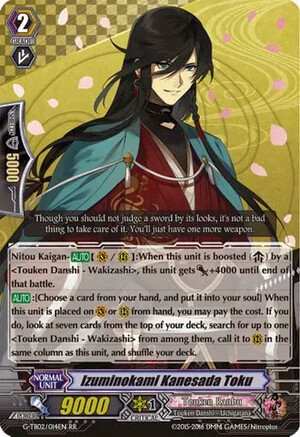 2
GRADE
5000
Though you should not judge a sword by its looks, it's not a bad
thing to take care of it. You'll just have one more weapon.
Nitou Kaigan-AUTO[ / ]:When this unit is boosted ( ) by a
<Touken Danshi - Wakizashi>, this unit gets +4000 until end of
that battle.
AUTO:[Choose a card from your hand, and put it into your soul] When
this unit is placed on or from hand, you may pay the cost. If you
do, look at seven cards from the top of your deck, search for up to one
<Touken Danshi - Wakizashi> from among them, call it to in the
same column as this unit, and shuffle your deck.
NORMAL
UNIT
Izuminokami Kanesada Toku
POWER
9000
1
CRITICAL
Touken Ranbu
Touken Danshi - Uchigatana
G-TB02/014EN RR
©2015-2016 DMM GAMES/Nitroplus